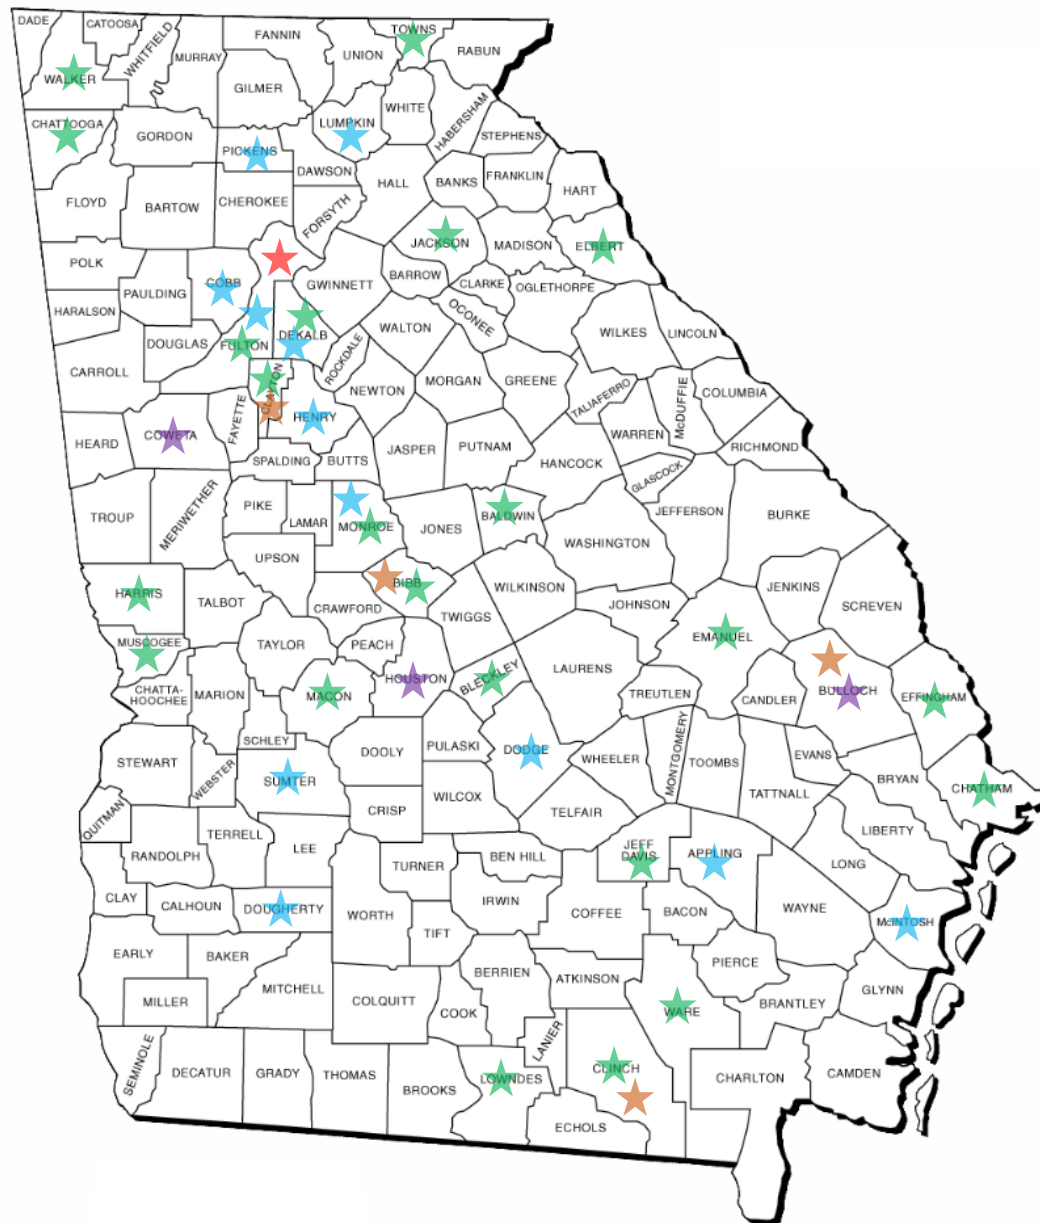 DADE
CATOOSA
WHITFIELD
MURRAY
FANNIN
UNION
TOWNS
RABUN
WALKER
GILMER
LUMPKIN
WHITE
HABERSHAM
STEPHENS
CHATTOOGA
GORDON
PICKENS
DAWSON
HALL
BANKS
FRANKLIN
HART
FLOYD
BARTOW
CHEROKEE
FORSYTH
JACKSON
MADISON
ELBERT
POLK
PAULDING
COBB
GWINNETT
BARROW
CLARKE
OGLETHORPE
HARALSON
DOUGLAS
FULTON
DEKALB
WALTON
OCONEE
WILKES
LINCOLN
CARROLL
CLAYTON
ROCKDALE
NEWTON
MORGAN
GREENE
TALIAFERRO
McDUFFIE
COLUMBIA
HEARD
COWETA
FAYETTE
HENRY
JASPER
PUTNAM
HANCOCK
WARREN
GLASCOCK
RICHMOND
SPALDING
BUTTS
TROUP
MERIWETHER
PIKE
LAMAR
MONROE
JONES
BALDWIN
WASHINGTON
JEFFERSON
BURKE
UPSON
HARRIS
TALBOT
CRAWFORD
BIBB
TWIGGS
WILKINSON
JOHNSON
JENKINS
SCREVEN
MUSCOGEE
TAYLOR
PEACH
HOUSTON
BLECKLEY
LAURENS
EMANUEL
CHATTA-
HOOCHEE
MARION
MACON
TREUTLEN
CANDLER
BULLOCH
EFFINGHAM
STEWART
WEBSTER
SCHLEY
SUMTER
DOOLY
PULASKI
DODGE
WHEELER
MONTGOMERY
TOOMBS
EVANS
TATTNALL
BRYAN
CHATHAM
QUITMAN
CRISP
WILCOX
TELFAIR
LIBERTY
RANDOLPH
TERRELL
LEE
TURNER
BEN HILL
JEFF
DAVIS
APPLING
LONG
CLAY
CALHOUN
DOUGHERTY
WORTH
IRWIN
COFFEE
BACON
WAYNE
McINTOSH
TIFT
EARLY
BAKER
MITCHELL
BERRIEN
ATKINSON
PIERCE
MILLER
COLQUITT
COOK
WARE
BRANTLEY
GLYNN
SEMINOLE
DECATUR
GRADY
THOMAS
BROOKS
LOWNDES
LANIER
CLINCH
CHARLTON
CAMDEN
ECHOLS